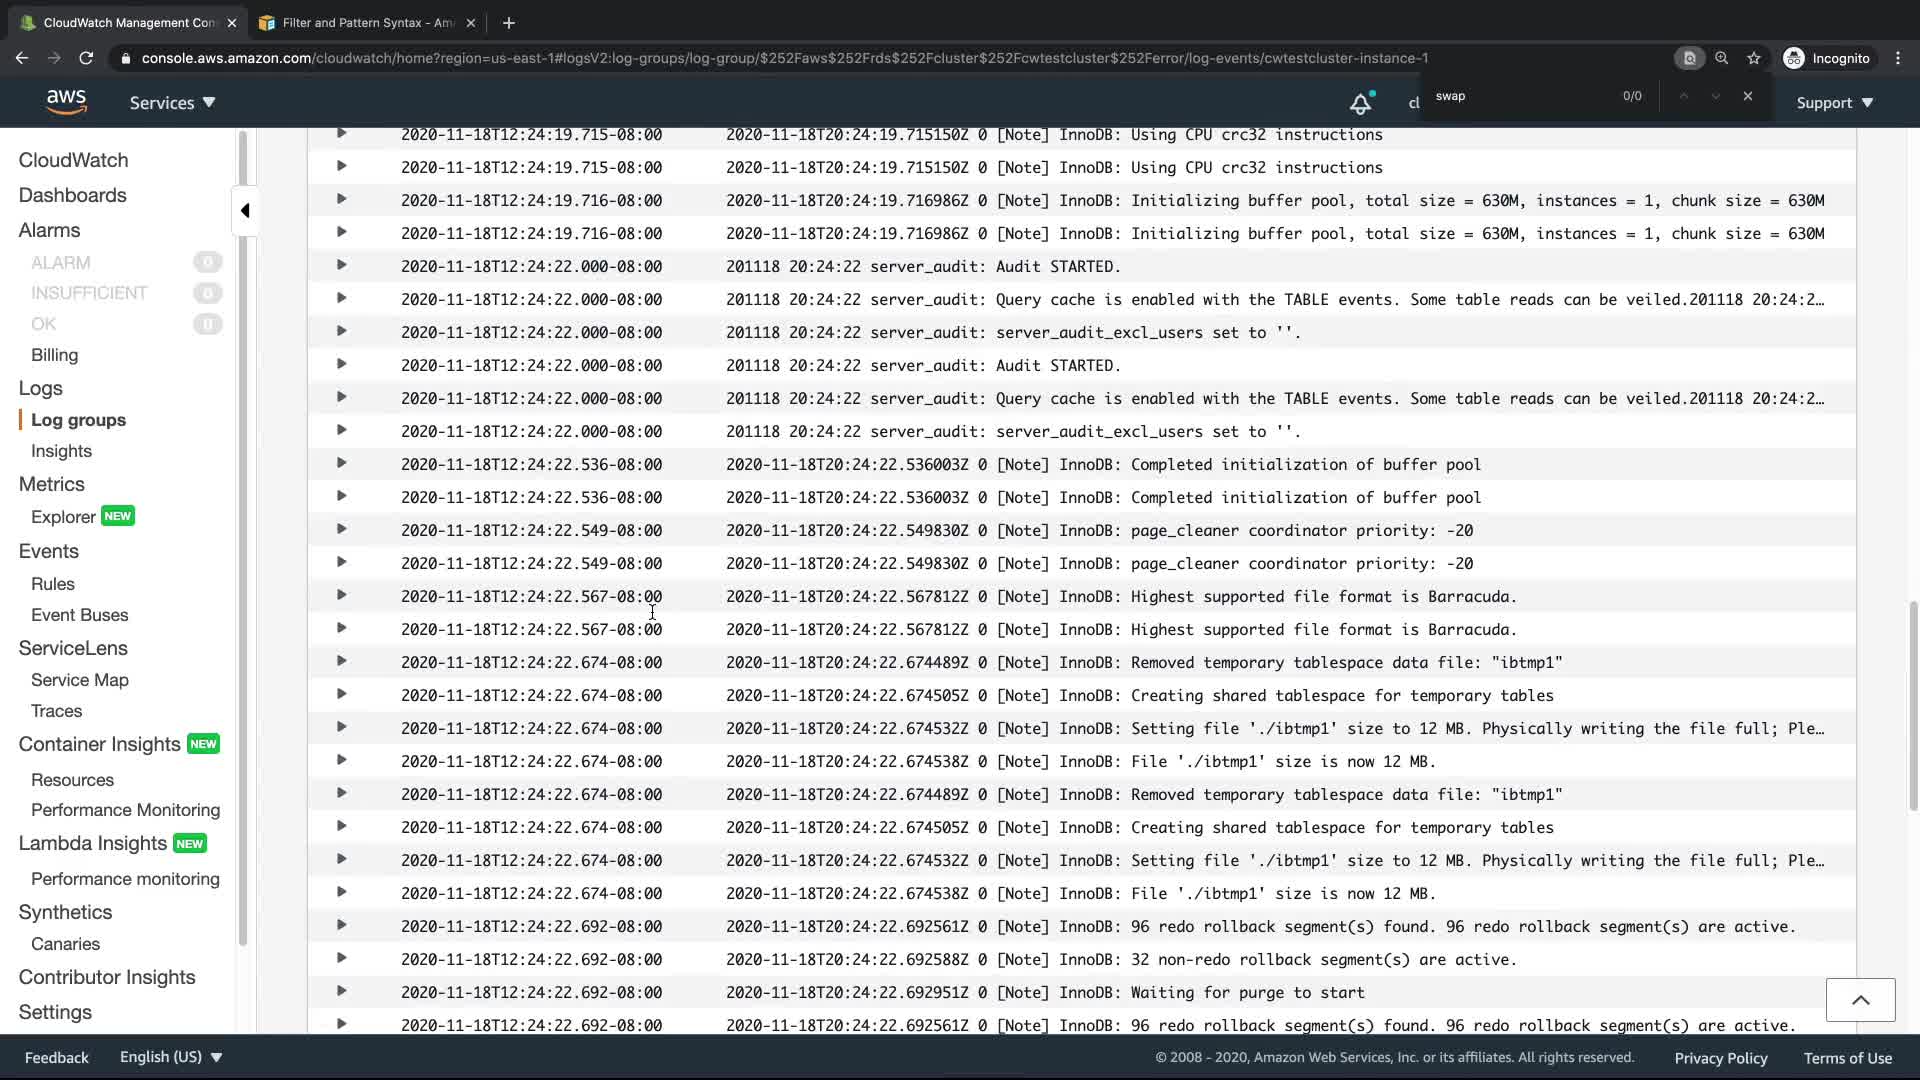 CloudWatch Management Con
Filter and Pattern Syntax - Am
console.aws.amazon.com/cloudwatch/home?region=us-east-1#logsV2:log-groups/log-group/$252Faws$252Frds$252Fcluster$252Fcwtestcluster$252Ferror/log-events/cwtestcluster-instance-1
Incognito
aws
Services
cl
swap
0/0
Support
CloudWatch
Dashboards
Alarms
ALARM 0
INSUFFICIENT 0
OK 0
Billing
Logs
Log groups
Insights
Metrics
Explorer NEW
Events
Rules
Event Buses
ServiceLens
Service Map
Traces
Container Insights NEW
Resources
Performance Monitoring
Lambda Insights NEW
Performance monitoring
Synthetics
Canaries
Contributor Insights
Settings
2020-11-18T12:24:19.715-08:00 2020-11-18T20:24:19.715150Z 0 [Note] InnoDB: Using CPU crc32 instructions
2020-11-18T12:24:19.715-08:00 2020-11-18T20:24:19.715150Z 0 [Note] InnoDB: Using CPU crc32 instructions
2020-11-18T12:24:19.716-08:00 2020-11-18T20:24:19.716986Z 0 [Note] InnoDB: Initializing buffer pool, total size = 630M, instances = 1, chunk size = 630M
2020-11-18T12:24:19.716-08:00 2020-11-18T20:24:19.716986Z 0 [Note] InnoDB: Initializing buffer pool, total size = 630M, instances = 1, chunk size = 630M
2020-11-18T12:24:22.000-08:00 201118 20:24:22 server_audit: Audit STARTED.
2020-11-18T12:24:22.000-08:00 201118 20:24:22 server_audit: Query cache is enabled with the TABLE events. Some table reads can be veiled.201118 20:24:2…
2020-11-18T12:24:22.000-08:00 201118 20:24:22 server_audit: server_audit_excl_users set to ''.
2020-11-18T12:24:22.000-08:00 201118 20:24:22 server_audit: Audit STARTED.
2020-11-18T12:24:22.000-08:00 201118 20:24:22 server_audit: Query cache is enabled with the TABLE events. Some table reads can be veiled.201118 20:24:2…
2020-11-18T12:24:22.000-08:00 201118 20:24:22 server_audit: server_audit_excl_users set to ''.
2020-11-18T12:24:22.536-08:00 2020-11-18T20:24:22.536003Z 0 [Note] InnoDB: Completed initialization of buffer pool
2020-11-18T12:24:22.536-08:00 2020-11-18T20:24:22.536003Z 0 [Note] InnoDB: Completed initialization of buffer pool
2020-11-18T12:24:22.549-08:00 2020-11-18T20:24:22.549830Z 0 [Note] InnoDB: page_cleaner coordinator priority: -20
2020-11-18T12:24:22.549-08:00 2020-11-18T20:24:22.549830Z 0 [Note] InnoDB: page_cleaner coordinator priority: -20
2020-11-18T12:24:22.567-08:00 2020-11-18T20:24:22.567812Z 0 [Note] InnoDB: Highest supported file format is Barracuda.
2020-11-18T12:24:22.567-08:00 2020-11-18T20:24:22.567812Z 0 [Note] InnoDB: Highest supported file format is Barracuda.
2020-11-18T12:24:22.674-08:00 2020-11-18T20:24:22.674489Z 0 [Note] InnoDB: Removed temporary tablespace data file: "ibtmp1"
2020-11-18T12:24:22.674-08:00 2020-11-18T20:24:22.674505Z 0 [Note] InnoDB: Creating shared tablespace for temporary tables
2020-11-18T12:24:22.674-08:00 2020-11-18T20:24:22.674532Z 0 [Note] InnoDB: Setting file './ibtmp1' size to 12 MB. Physically writing the file full; Ple…
2020-11-18T12:24:22.674-08:00 2020-11-18T20:24:22.674538Z 0 [Note] InnoDB: File './ibtmp1' size is now 12 MB.
2020-11-18T12:24:22.674-08:00 2020-11-18T20:24:22.674489Z 0 [Note] InnoDB: Removed temporary tablespace data file: "ibtmp1"
2020-11-18T12:24:22.674-08:00 2020-11-18T20:24:22.674505Z 0 [Note] InnoDB: Creating shared tablespace for temporary tables
2020-11-18T12:24:22.674-08:00 2020-11-18T20:24:22.674532Z 0 [Note] InnoDB: Setting file './ibtmp1' size to 12 MB. Physically writing the file full; Ple…
2020-11-18T12:24:22.674-08:00 2020-11-18T20:24:22.674538Z 0 [Note] InnoDB: File './ibtmp1' size is now 12 MB.
2020-11-18T12:24:22.692-08:00 2020-11-18T20:24:22.692561Z 0 [Note] InnoDB: 96 redo rollback segment(s) found. 96 redo rollback segment(s) are active.
2020-11-18T12:24:22.692-08:00 2020-11-18T20:24:22.692588Z 0 [Note] InnoDB: 32 non-redo rollback segment(s) are active.
2020-11-18T12:24:22.692-08:00 2020-11-18T20:24:22.692951Z 0 [Note] InnoDB: Waiting for purge to start
2020-11-18T12:24:22.692-08:00 2020-11-18T20:24:22.692561Z 0 [Note] InnoDB: 96 redo rollback segment(s) found. 96 redo rollback segment(s) are active.
Feedback
English (US)
© 2008 - 2020, Amazon Web Services, Inc. or its affiliates. All rights reserved.
Privacy Policy
Terms of Use